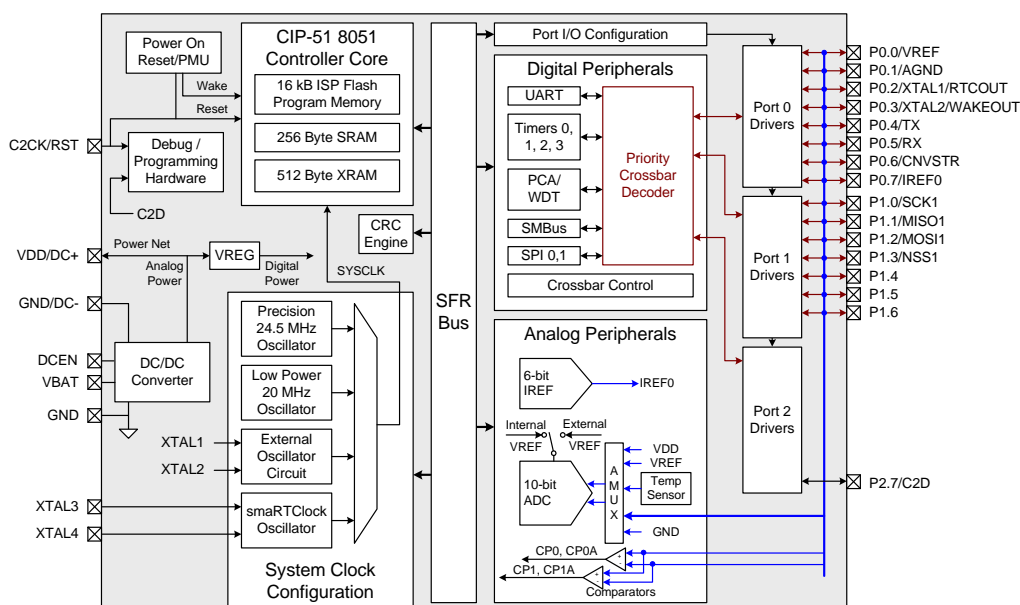 Power On
Reset/PMU
Wake
Reset
C2CK/RST
Debug /
Programming
Hardware
C2D
CIP-51 8051
Controller Core
16 kB ISP Flash
Program Memory
256 Byte SRAM
512 Byte XRAM
CRC
Engine
SYSCLK
VDD/DC+
Power Net
VREG
Analog
Power
Digital
Power
GND/DC-
DCEN
VBAT
GND
DC/DC
Converter
XTAL1
XTAL2
XTAL3
XTAL4
Precision
24.5 MHz
Oscillator
Low Power
20 MHz
Oscillator
External
Oscillator
Circuit
smaRTClock
Oscillator
System Clock
Configuration
SFR
Bus
Port I/O Configuration
Digital Peripherals
UART
Timers 0,
1, 2, 3
PCA/
WDT
SMBus
SPI 0,1
Priority
Crossbar
Decoder
Crossbar Control
Analog Peripherals
6-bit
IREF
IREF0
Internal
External
VREF
VREF
10-bit
ADC
A
M
U
X
VDD
VREF
Temp
Sensor
GND
CP0, CP0A
CP1, CP1A
+
-
+
-
Comparators
Port 0
Drivers
Port 1
Drivers
Port 2
Drivers
P0.0/VREF
P0.1/AGND
P0.2/XTAL1/RTCOUT
P0.3/XTAL2/WAKEOUT
P0.4/TX
P0.5/RX
P0.6/CNVSTR
P0.7/IREF0
P1.0/SCK1
P1.1/MISO1
P1.2/MOSI1
P1.3/NSS1
P1.4
P1.5
P1.6
P2.7/C2D